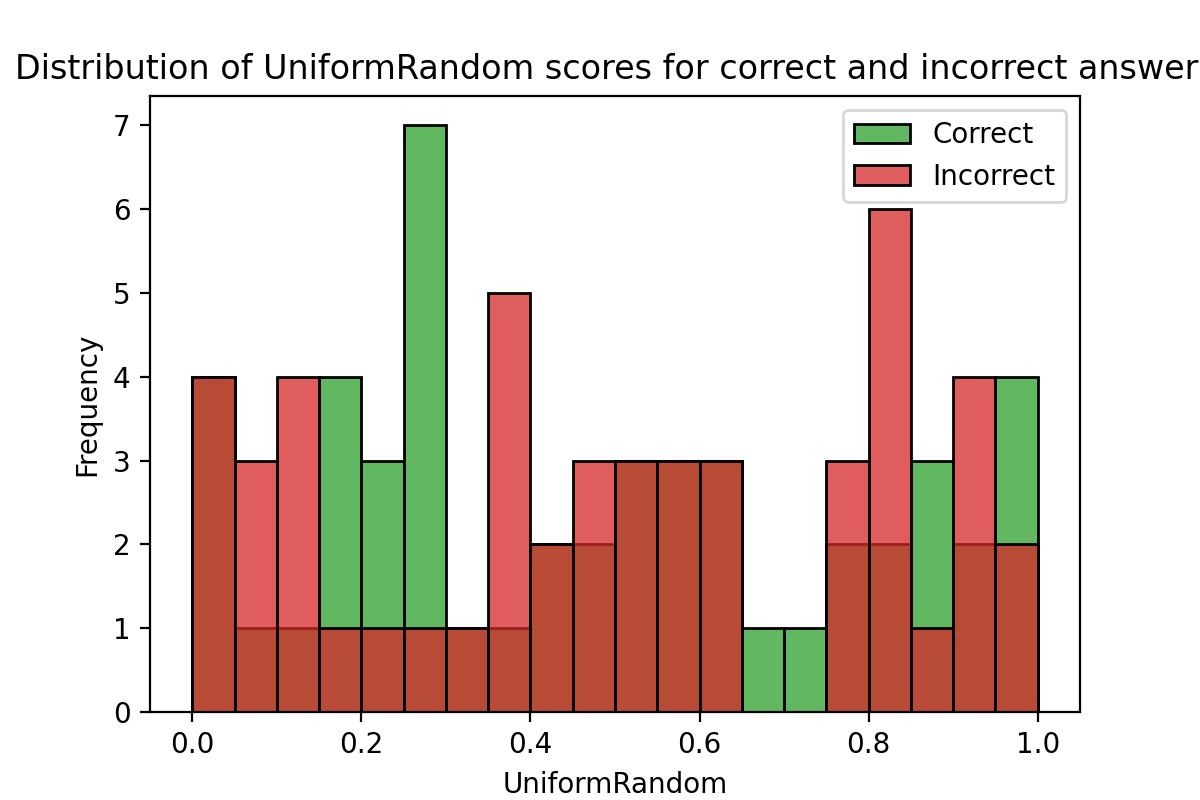 Distribution of UniformRandom scores for correct and incorrect answer
Correct
Incorrect
Frequency
7
6
5
4
3
2
1
0
0.0 0.2 0.4 0.6 0.8 1.0
UniformRandom